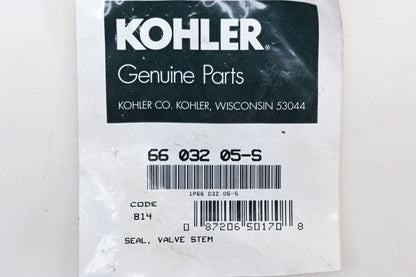 KOHLER®
Genuine Parts
KOHLER CO. KOHLER, WISCONSIN 53044
66 032 05-S
1P66 032 05-S
CODE
814
0 87206 50170 8
SEAL, VALVE STEM